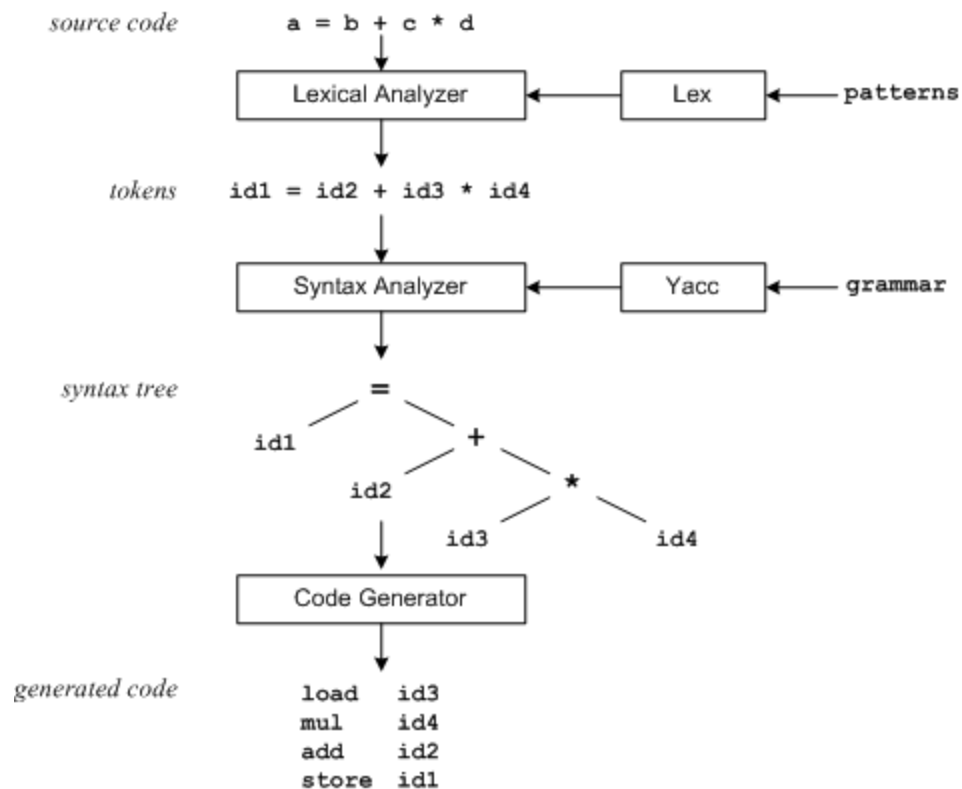 source code a = b + c * d
Lexical Analyzer Lex patterns
tokens id1 = id2 + id3 * id4
Syntax Analyzer Yacc grammar
syntax tree =
id1 +
id2 *
id3 id4
Code Generator
generated code load id3
mul id4
add id2
store id1